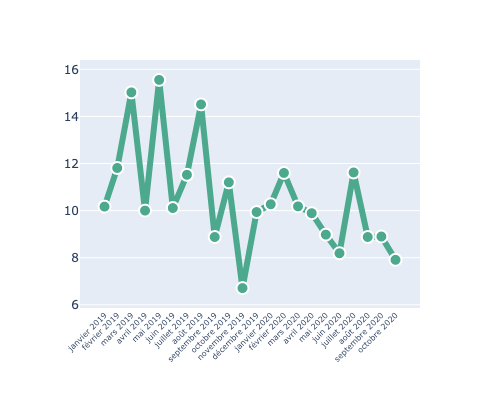 16
14
12
10
8
6
janvier 2019
février 2019
mars 2019
avril 2019
mai 2019
juin 2019
juillet 2019
août 2019
septembre 2019
octobre 2019
novembre 2019
décembre 2019
janvier 2020
février 2020
mars 2020
avril 2020
mai 2020
juin 2020
juillet 2020
août 2020
septembre 2020
octobre 2020